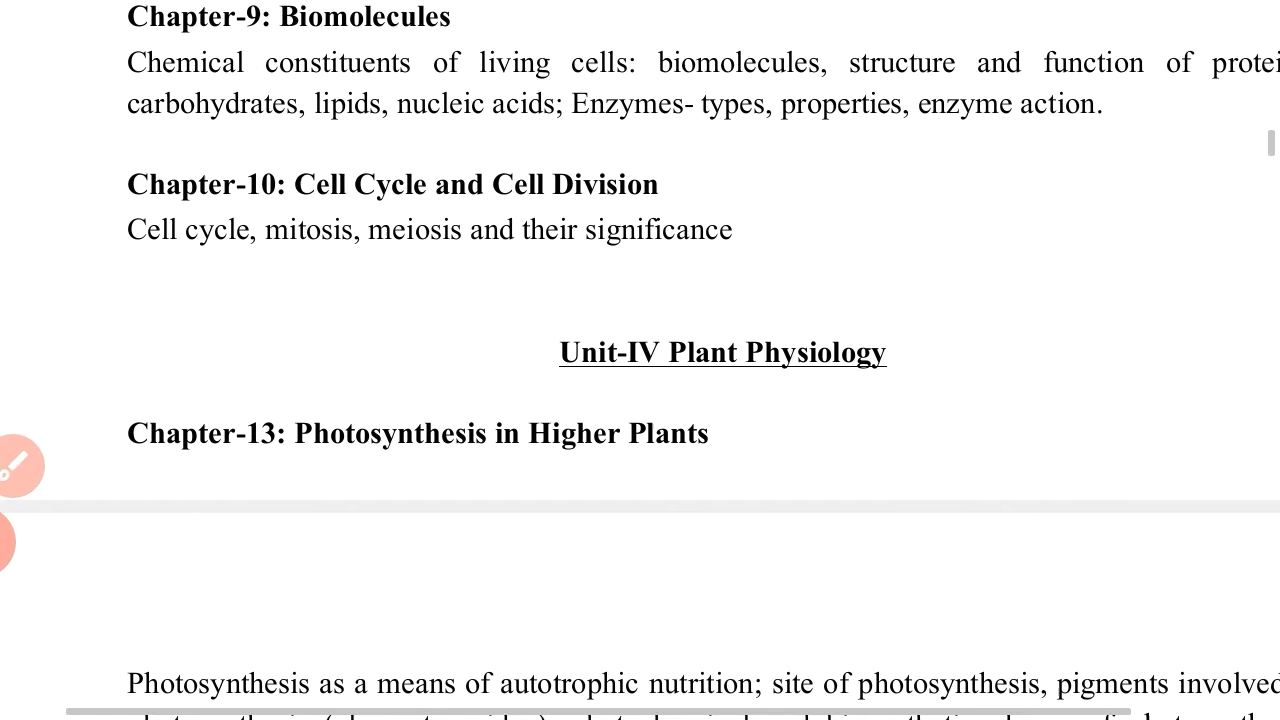 Chapter-9: Biomolecules
Chemical constituents of living cells: biomolecules, structure and function of
carbohydrates, lipids, nucleic acids; Enzymes- types, properties, enzyme action.
Chapter-10: Cell Cycle and Cell Division
Cell cycle, mitosis, meiosis and their significance
Unit-IV Plant Physiology
Chapter-13: Photosynthesis in Higher Plants
Photosynthesis as a means of autotrophic nutrition; site of photosynthesis, pigments involved